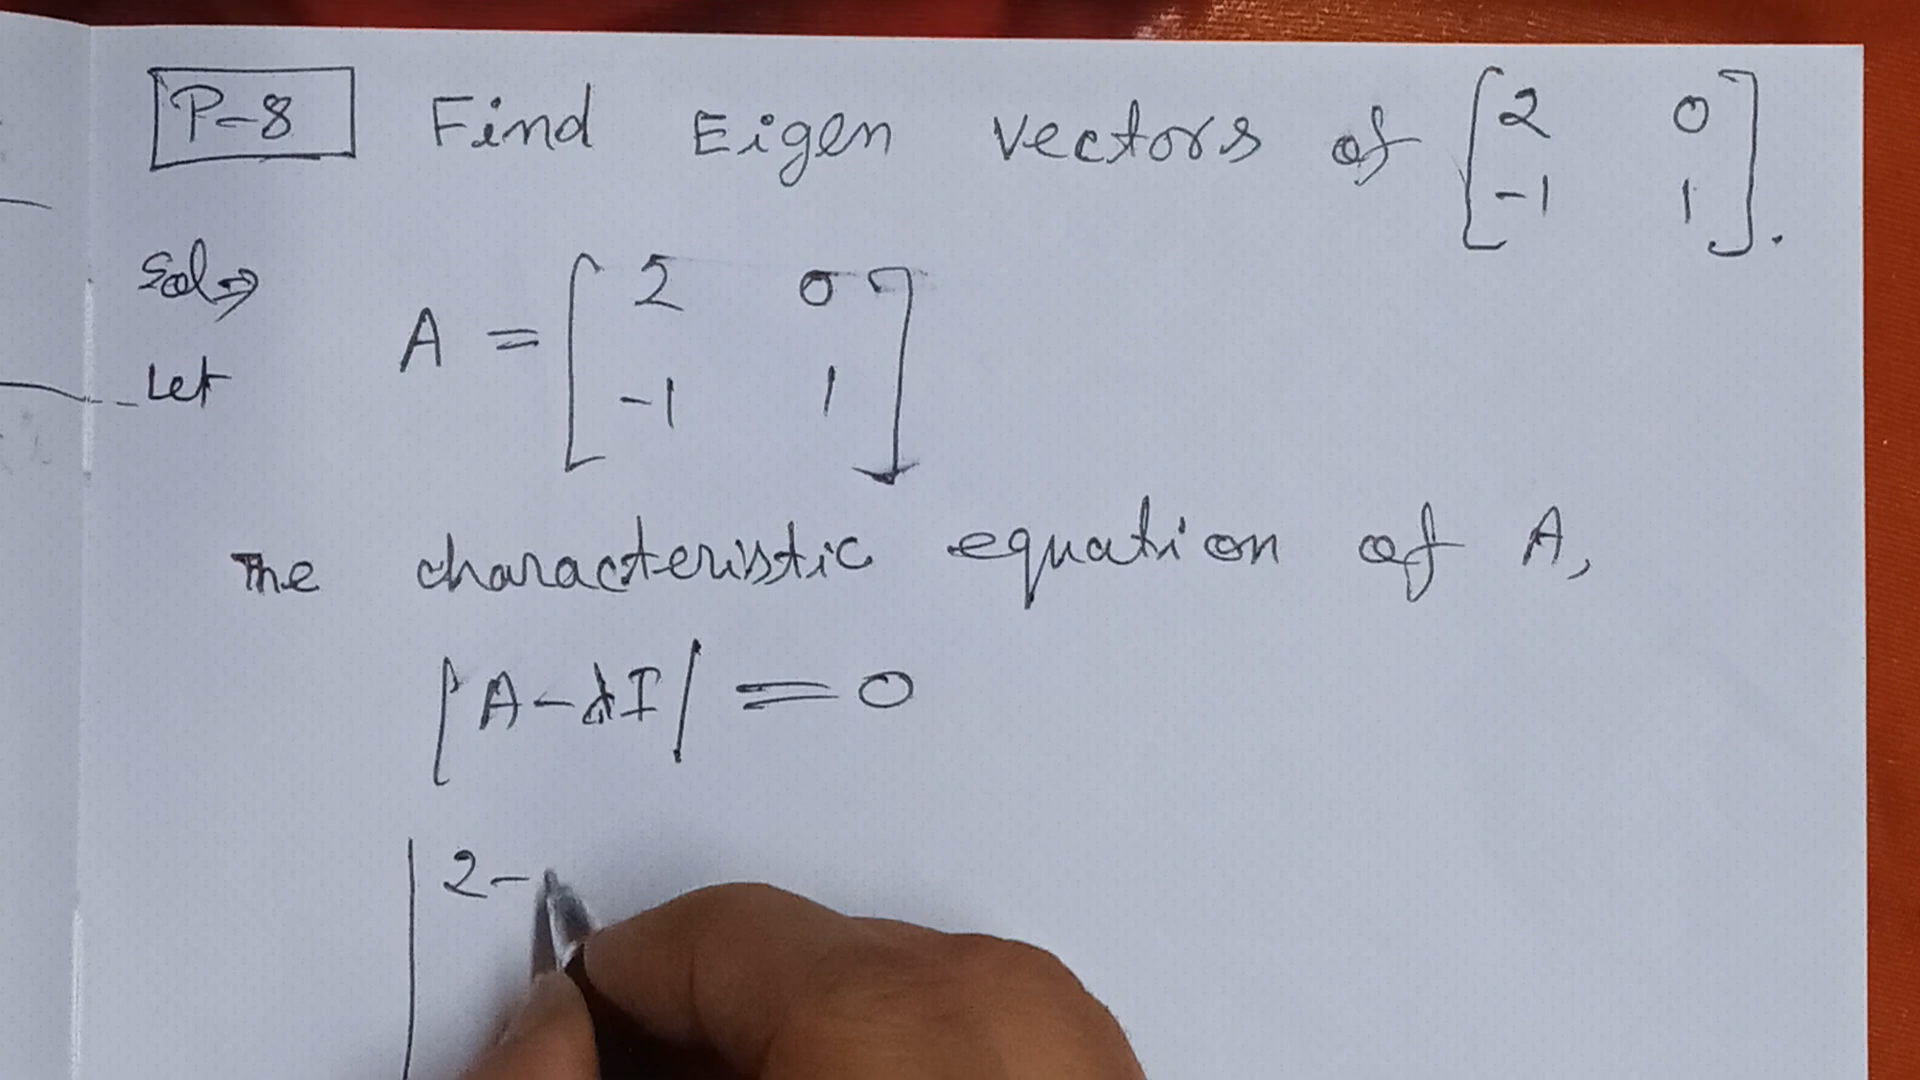 P-8 Find Eigen vectors of [2 0
-1 1].
Sol⇒
Let A = [2 0
-1 1]
The characteristic equation of A,
|A-λI| = 0
|2-